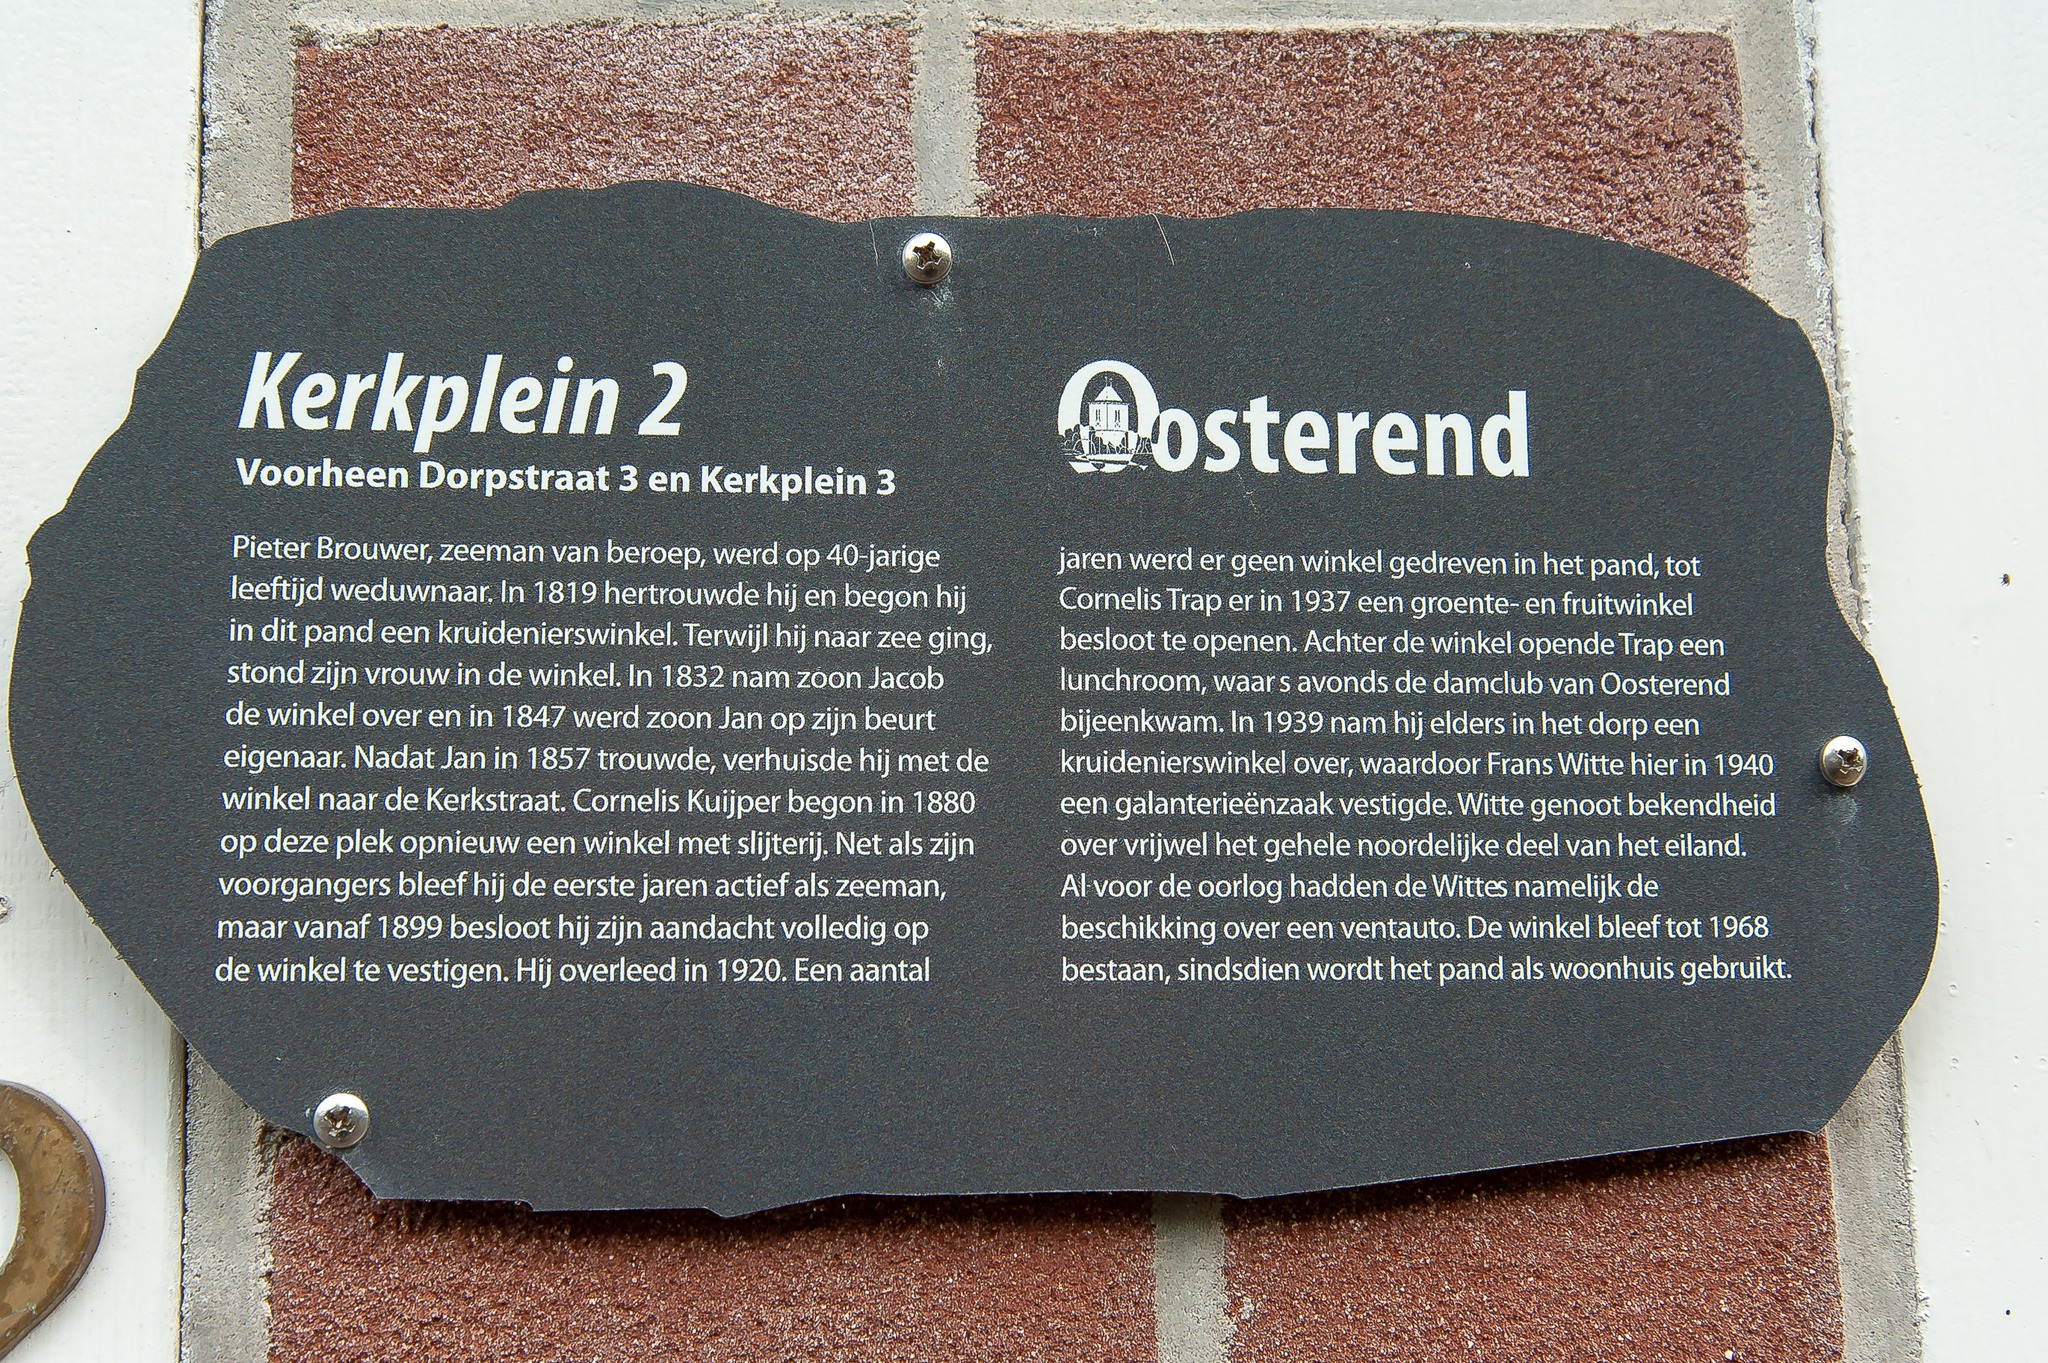 Kerkplein 2
Voorheen Dorpstraat 3 en Kerkplein 3
Pieter Brouwer, zeeman van beroep, werd op 40-jarige
leeftijd weduwnaar. In 1819 hertrouwde hij en begon hij
in dit pand een kruidenierswinkel. Terwijl hij naar zee ging,
stond zijn vrouw in de winkel. In 1832 nam zoon Jacob
de winkel over en in 1847 werd zoon Jan op zijn beurt
eigenaar. Nadat Jan in 1857 trouwde, verhuisde hij met de
winkel naar de Kerkstraat. Cornelis Kuijper begon in 1880
op deze plek opnieuw een winkel met slijterij. Net als zijn
voorgangers bleef hij de eerste jaren actief als zeeman,
maar vanaf 1899 besloot hij zijn aandacht volledig op
de winkel te vestigen. Hij overleed in 1920. Een aantal
Oosterend
jaren werd er geen winkel gedreven in het pand, tot
Cornelis Trap er in 1937 een groente- en fruitwinkel
besloot te openen. Achter de winkel opende Trap een
lunchroom, waar s avonds de damclub van Oosterend
bijeenkwam. In 1939 nam hij elders in het dorp een
kruidenierswinkel over, waardoor Frans Witte hier in 1940
een galanterieënzaak vestigde. Witte genoot bekendheid
over vrijwel het gehele noordelijke deel van het eiland.
Al voor de oorlog hadden de Wittes namelijk de
beschikking over een ventauto. De winkel bleef tot 1968
bestaan, sindsdien wordt het pand als woonhuis gebruikt.